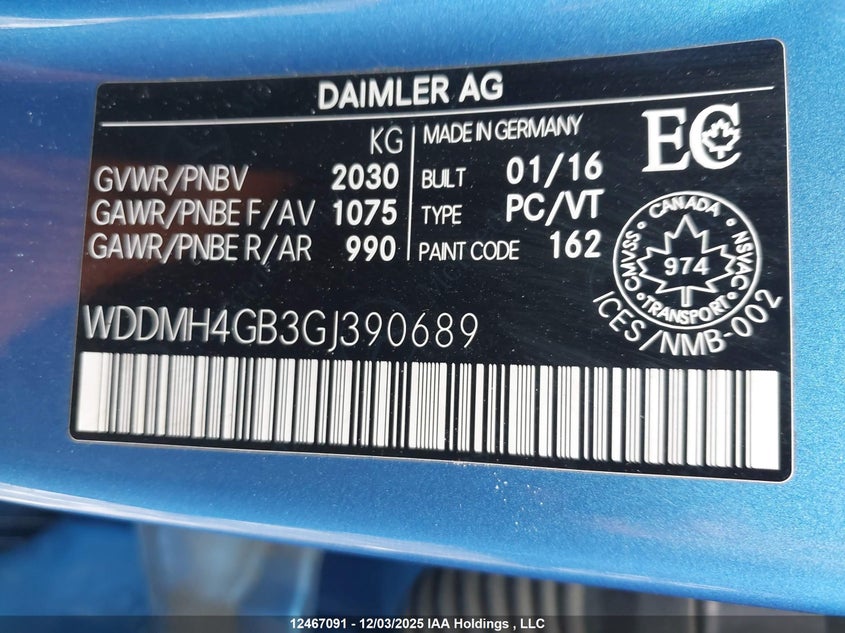 DAIMLER AG
KG
GVWR/PNBV 2030
GAWR/PNBE F/AV 1075
GAWR/PNBE R/AR 990
MADE IN GERMANY
BUILT 01/16
TYPE PC/VT
PAINT CODE 162
EC
CANADA
CMVSS 974 NSVAC
TRANSPORT
ICES/NMB-002
WDDMH4GB3GJ390689
12467091 - 12/03/2025 IAA Holdings , LLC